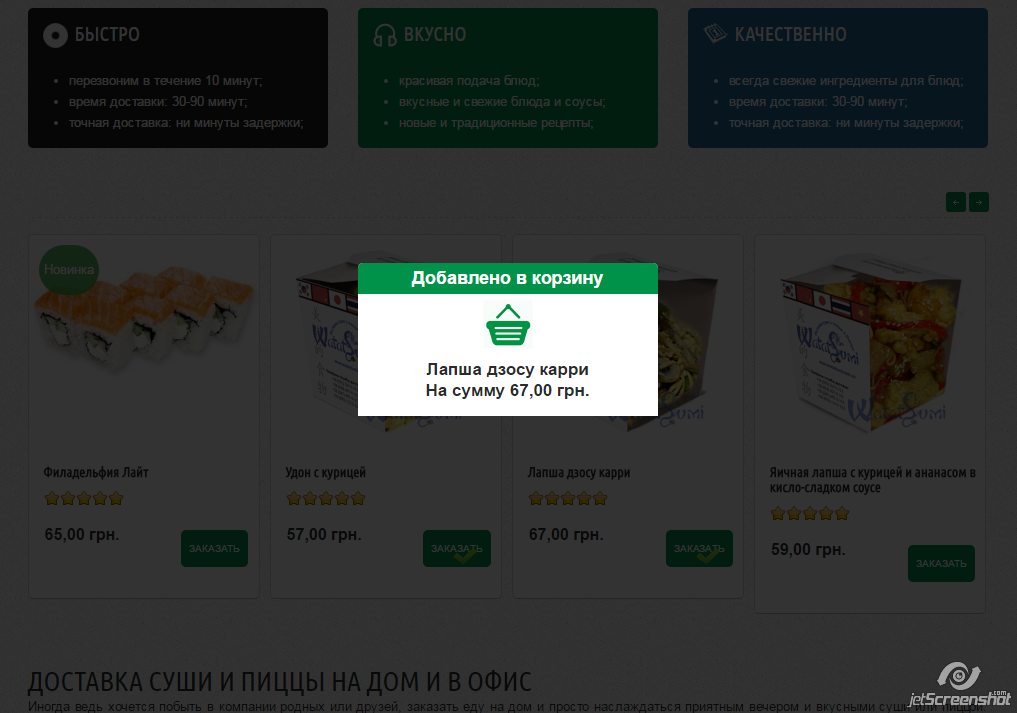 БЫСТРО
перезвоним в течение 10 минут;
время доставки: 30-90 минут;
точная доставка: ни минуты задержки;
ВКУСНО
красивая подача блюд;
вкусные и свежие блюда и соусы;
новые и традиционные рецепты;
КАЧЕСТВЕННО
всегда свежие ингредиенты для блюд;
время доставки: 30-90 минут;
точная доставка: ни минуты задержки;
Новинка
Добавлено в корзину
Лапша дзосу карри
На сумму 67,00 грн.
WataSumi
WataSumi
Филадельфия Лайт
65,00 грн.
ЗАКАЗАТЬ
Удон с курицей
57,00 грн.
ЗАКАЗАТЬ
Лапша дзосу карри
67,00 грн.
ЗАКАЗАТЬ
Яичная лапша с курицей и ананасом в
кисло-сладком соусе
59,00 грн.
ЗАКАЗАТЬ
ДОСТАВКА СУШИ И ПИЦЦЫ НА ДОМ И В ОФИС
Иногда ведь хочется побыть в компании родных или друзей, заказать еду на дом и просто наслаждаться приятным вечером и вкусными суши или пиццей
jetScreenshot.com